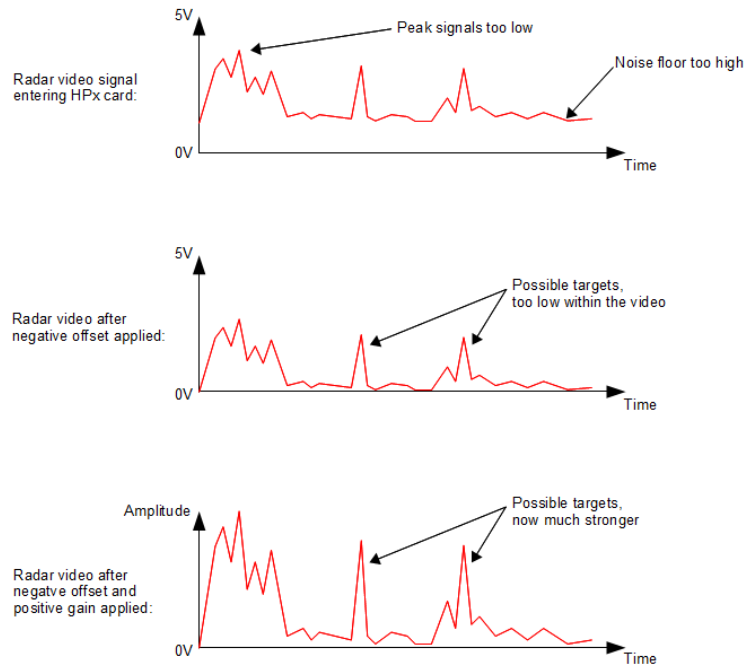 5V
Peak signals too low
Noise floor too high
Radar video signal
entering HPx card:
0V
Time
5V
Possible targets,
too low within the video
Radar video after
negative offset applied:
0V
Time
Amplitude
Possible targets,
now much stronger
Radar video after
negatve offset and
positive gain applied:
0V
Time